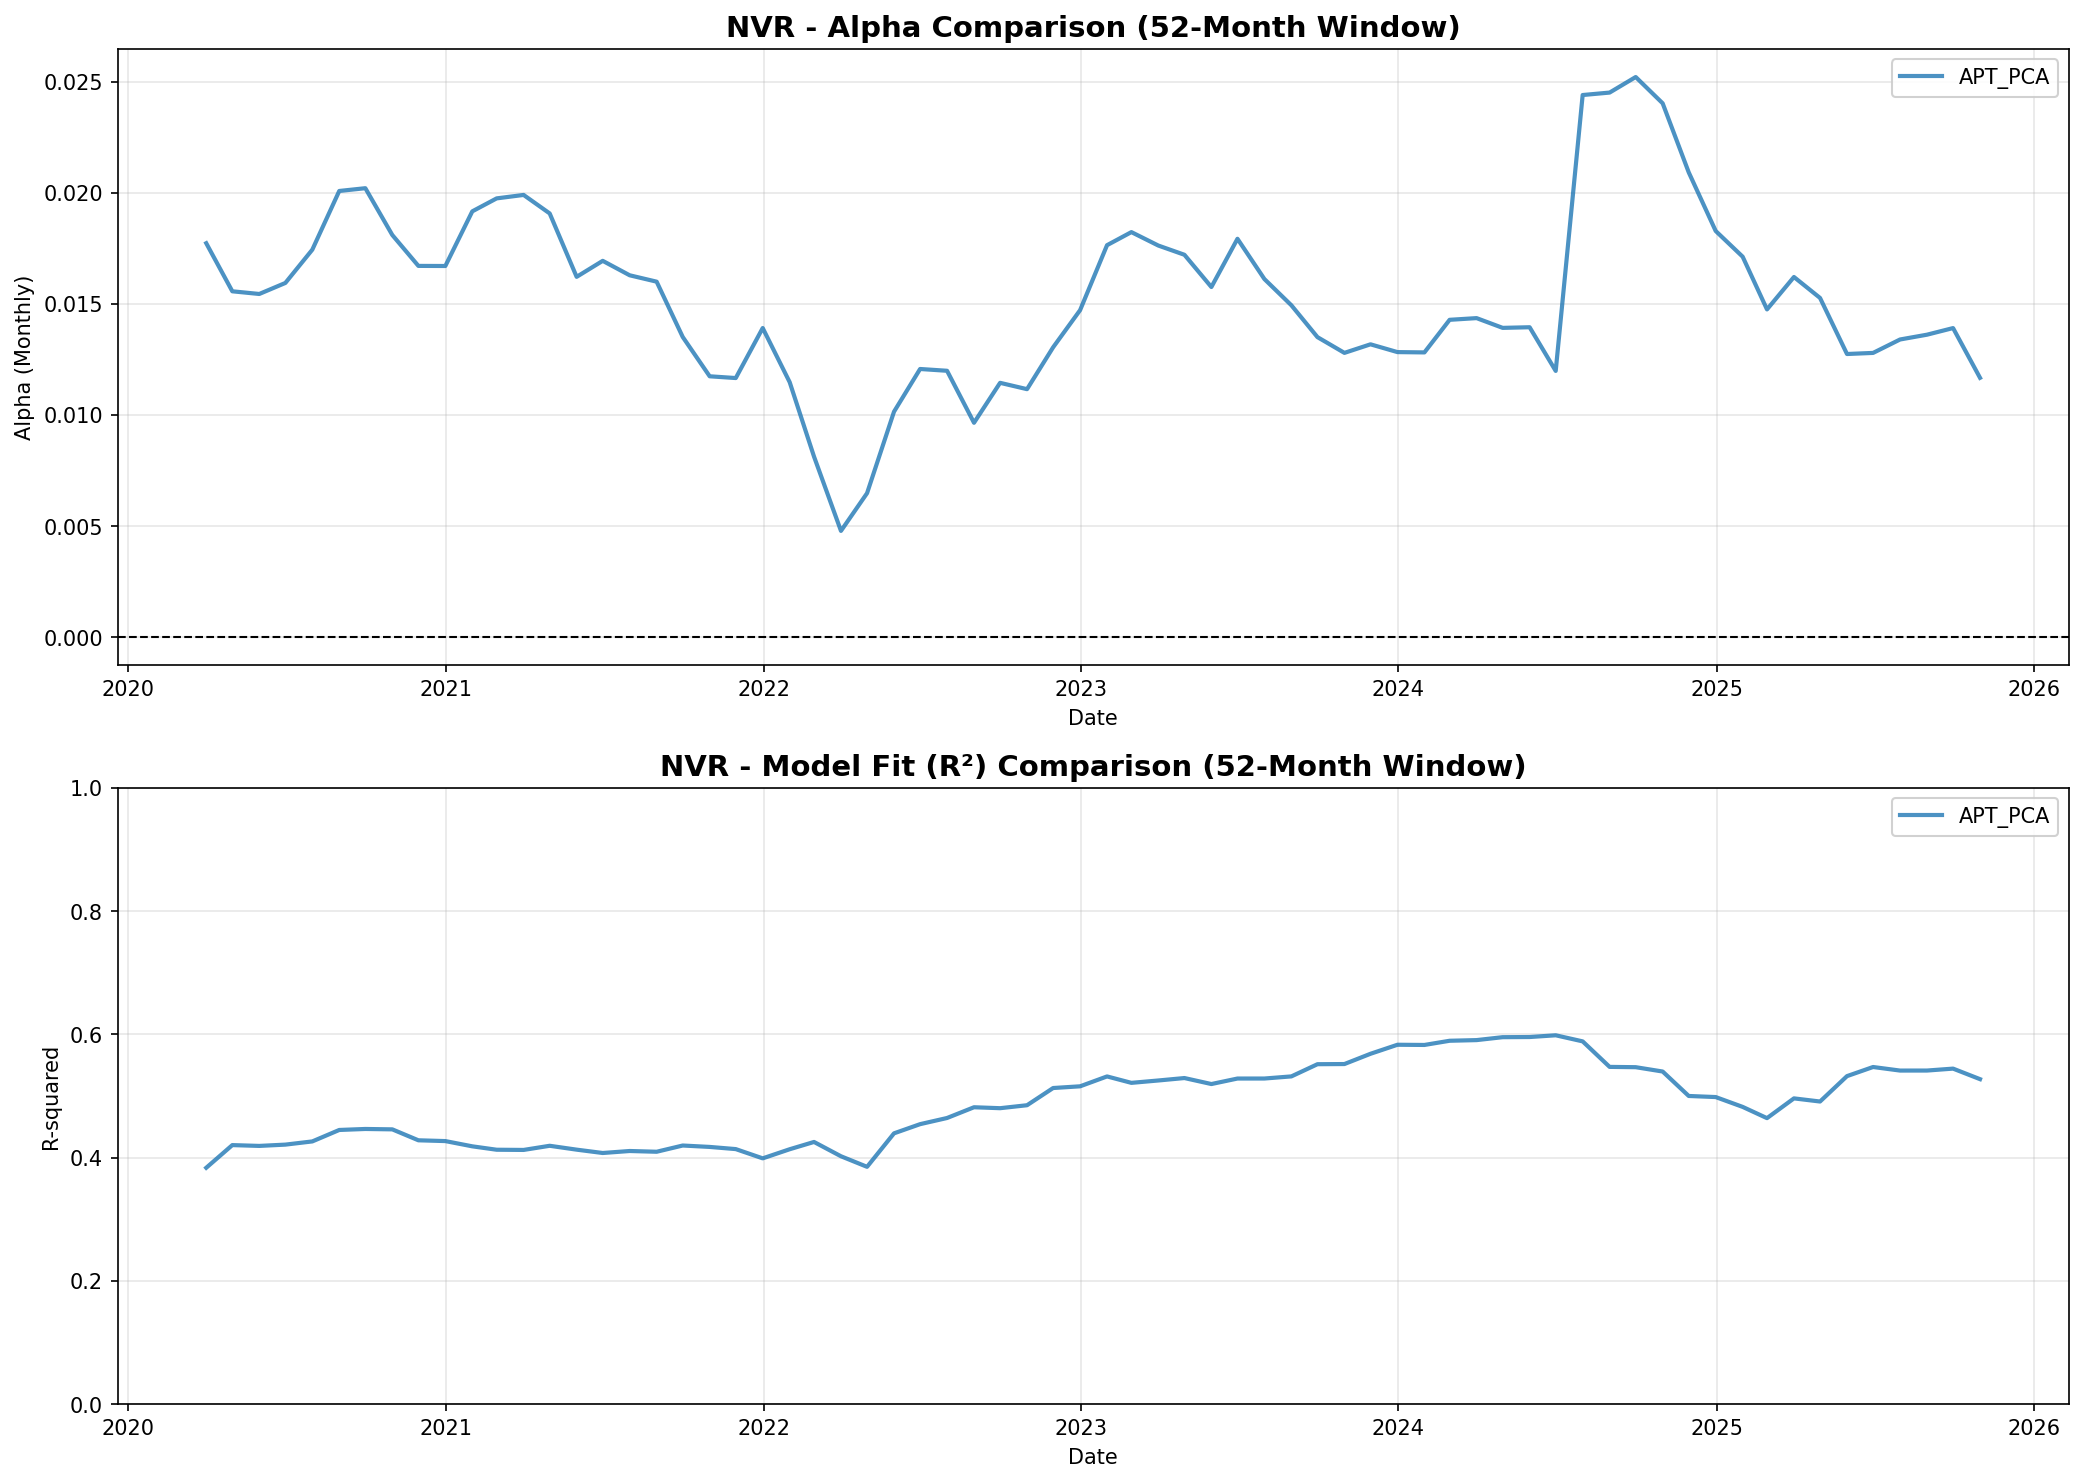 NVR - Alpha Comparison (52-Month Window)
Alpha (Monthly)
0.025
0.020
0.015
0.010
0.005
0.000
APT_PCA
2020 2021 2022 2023 2024 2025 2026
Date
NVR - Model Fit (R²) Comparison (52-Month Window)
R-squared
1.0
0.8
0.6
0.4
0.2
0.0
APT_PCA
2020 2021 2022 2023 2024 2025 2026
Date